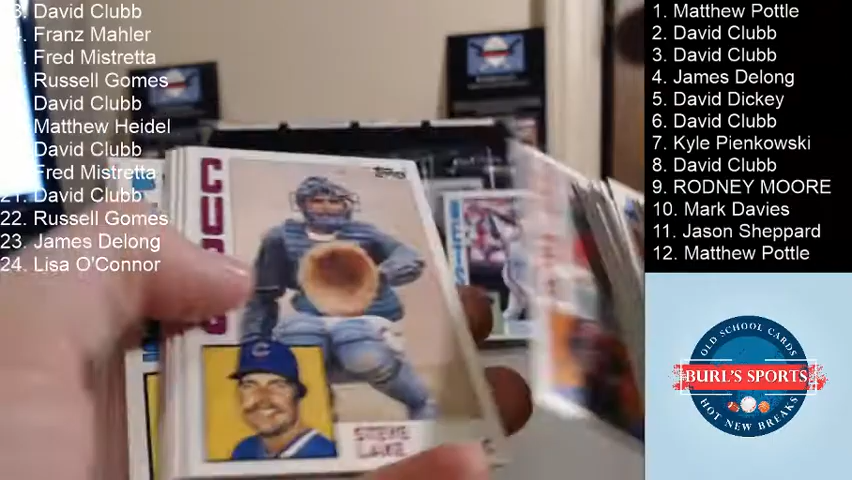 David Clubb
Franz Mahler
Fred Mistretta
Russell Gomes
David Clubb
Matthew Heidel
David Clubb
Fred Mistretta
21. David Clubb
22. Russell Gomes
23. James Delong
24. Lisa O'Connor
CUBS
Topps
STEVE
LAKE
C
1. Matthew Pottle
2. David Clubb
3. David Clubb
4. James Delong
5. David Dickey
6. David Clubb
7. Kyle Pienkowski
8. David Clubb
9. RODNEY MOORE
10. Mark Davies
11. Jason Sheppard
12. Matthew Pottle
OLD SCHOOL CARDS
BURL'S SPORTS
HOT NEW BREAKS